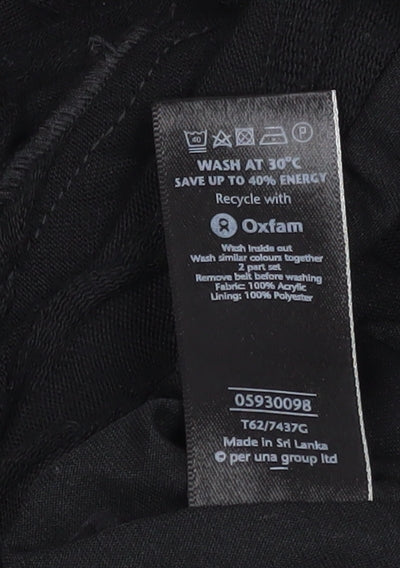 40 P
WASH AT 30°C
SAVE UP TO 40% ENERGY
Recycle with
Oxfam
Wash inside out
Wash similar colours together
2 part set
Remove belt before washing
Fabric: 100% Acrylic
Lining: 100% Polyester
05930098
T62/7437G
Made in Sri Lanka
© per una group ltd